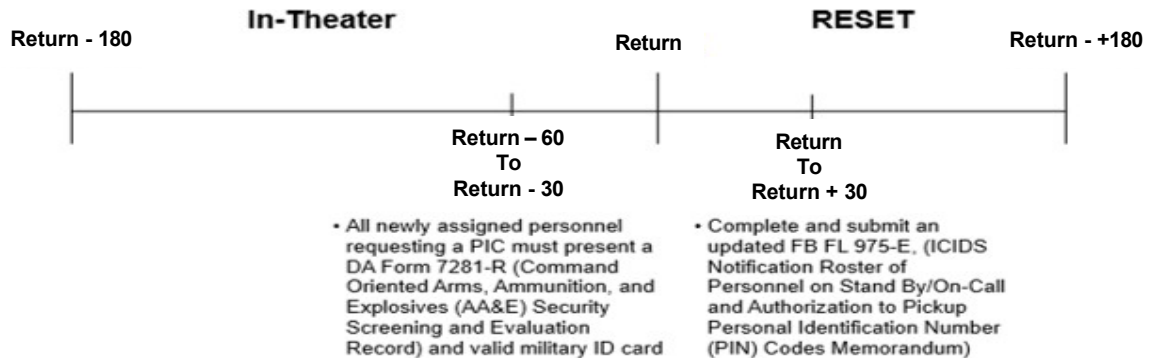 In-Theater
RESET
Return - 180
Return
Return - +180
Return – 60
To
Return - 30
Return
To
Return + 30
• All newly assigned personnel
requesting a PIC must present a
DA Form 7281-R (Command
Oriented Arms, Ammunition, and
Explosives (AA&E) Security
Screening and Evaluation
Record) and valid military ID card
• Complete and submit an
updated FB FL 975-E, (ICIDS
Notification Roster of
Personnel on Stand By/On-Call
and Authorization to Pickup
Personal Identification Number
(PIN) Codes Memorandum)